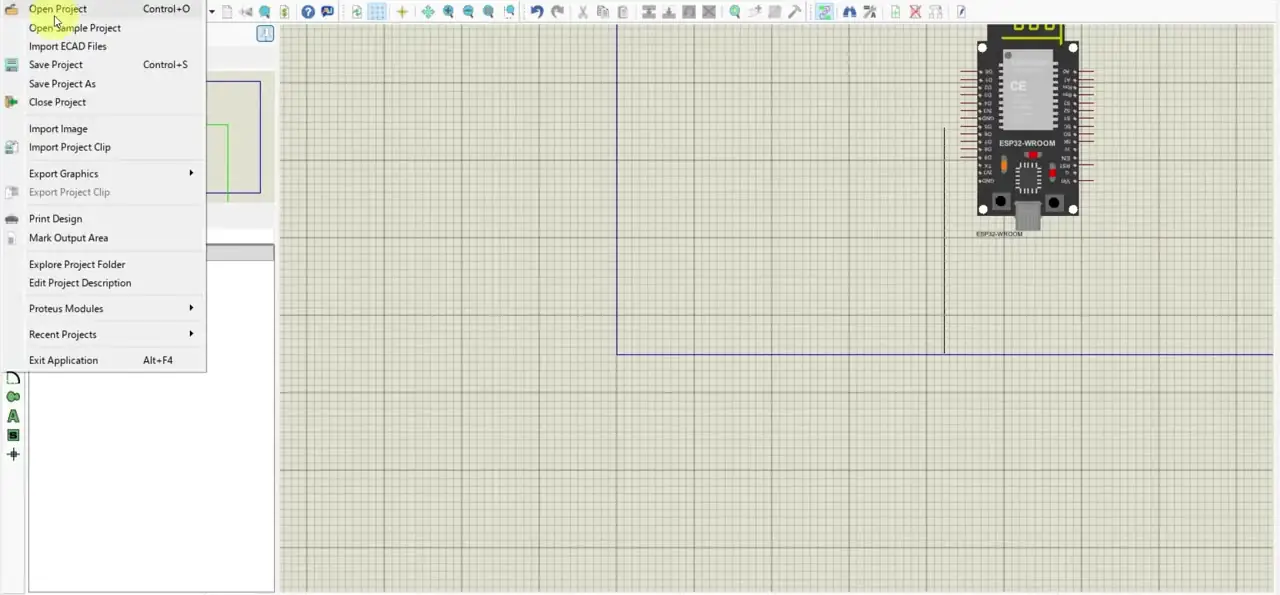 Open Project Control+O
Open Sample Project
Import ECAD Files
Save Project Control+S
Save Project As
Close Project
Import Image
Import Project Clip
Export Graphics
Export Project Clip
Print Design
Mark Output Area
Explore Project Folder
Edit Project Description
Proteus Modules
Recent Projects
Exit Application Alt+F4
A
S
CE
ESP32-WROOM
ESP32-WROOM